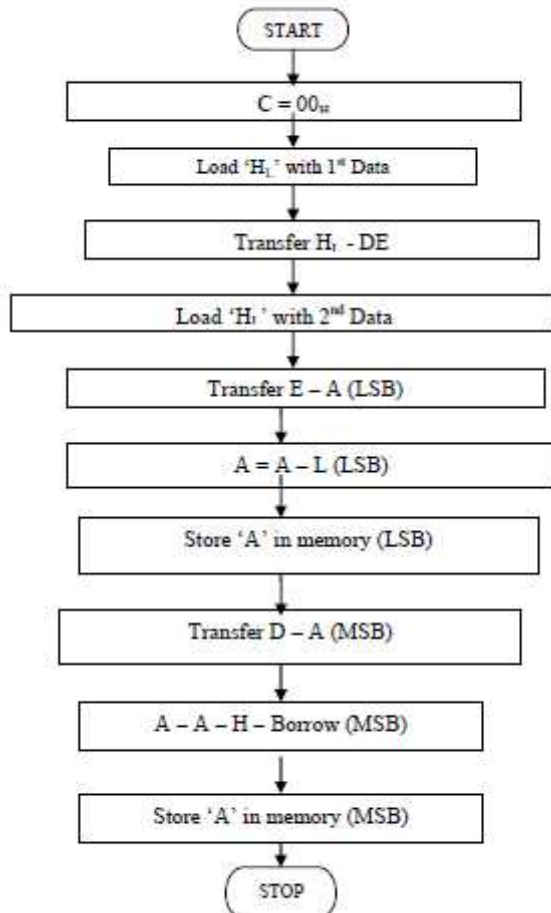 START
C = 00H
Load ‘HL’ with 1st Data
Transfer HL - DE
Load ‘HL’ with 2nd Data
Transfer E – A (LSB)
A = A – L (LSB)
Store ‘A’ in memory (LSB)
Transfer D – A (MSB)
A – A – H – Borrow (MSB)
Store ‘A’ in memory (MSB)
STOP